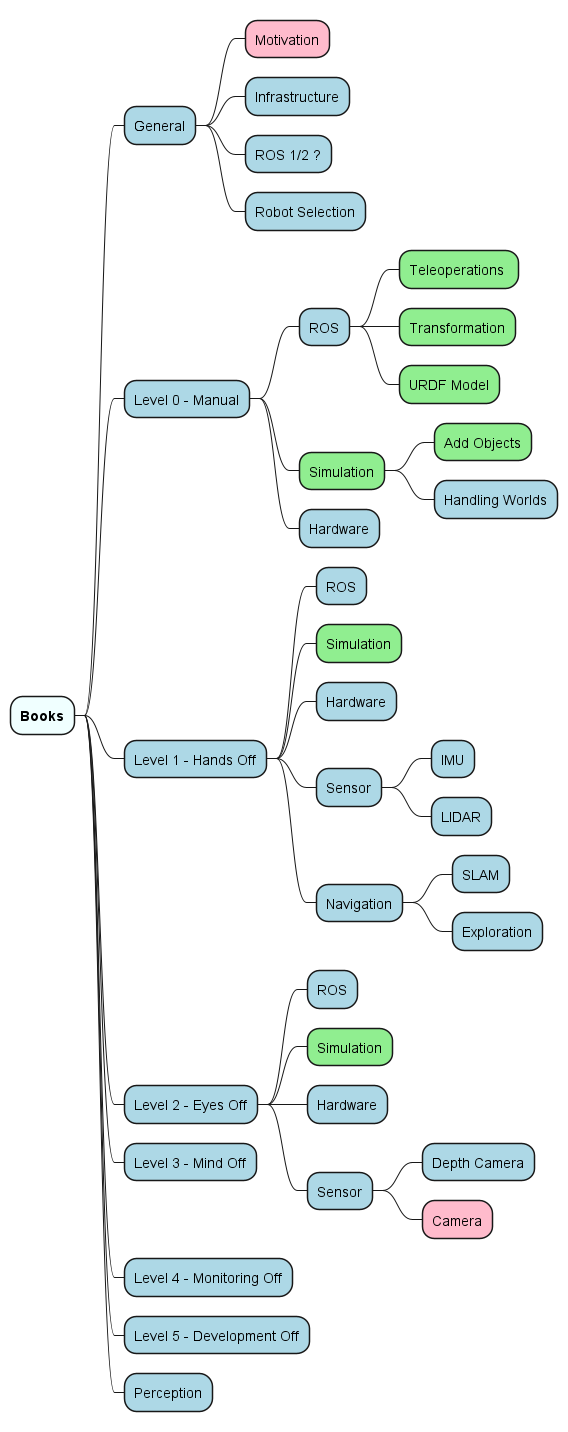 Books
General
Motivation
Infrastructure
ROS 1/2 ?
Robot Selection
Level 0 - Manual
ROS
Teleoperations
Transformation
URDF Model
Simulation
Add Objects
Handling Worlds
Hardware
Level 1 - Hands Off
ROS
Simulation
Hardware
Sensor
IMU
LIDAR
Navigation
SLAM
Exploration
Level 2 - Eyes Off
ROS
Simulation
Hardware
Sensor
Depth Camera
Camera
Level 3 - Mind Off
Level 4 - Monitoring Off
Level 5 - Development Off
Perception